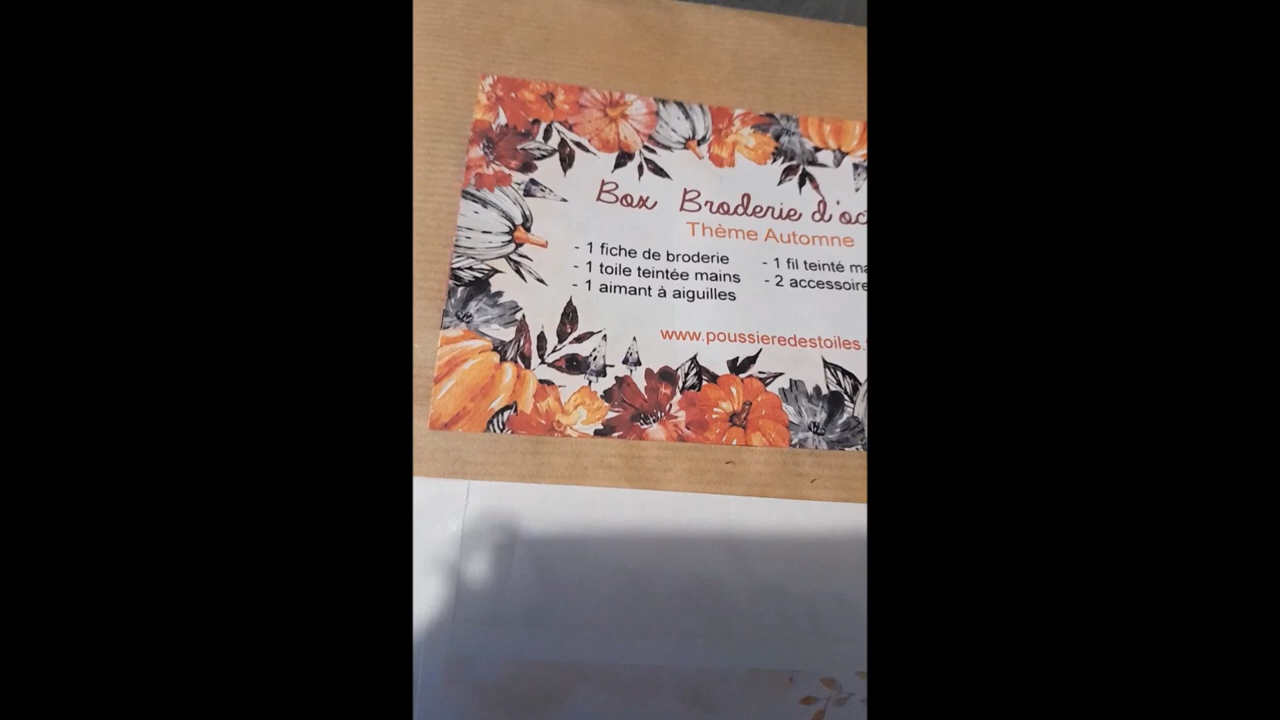 Box Broderie d'oc
Thème Automne
- 1 fiche de broderie
- 1 toile teintée mains
- 1 aimant à aiguilles
- 1 fil teinté ma
- 2 accessoire
www.poussieredestoiles.